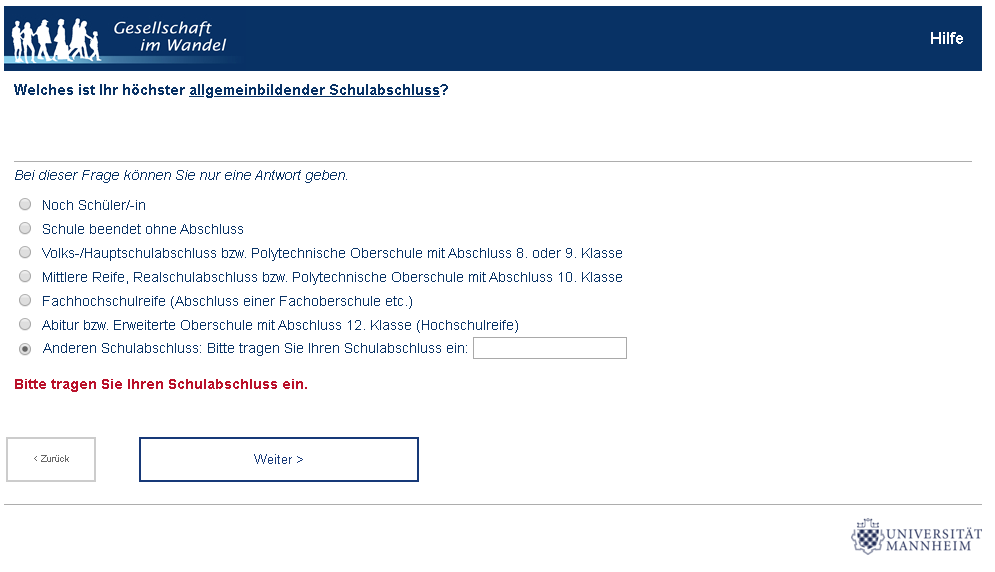 Gesellschaft
im Wandel
Hilfe
Welches ist Ihr höchster allgemeinbildender Schulabschluss?
Bei dieser Frage können Sie nur eine Antwort geben.
Noch Schüler/-in
Schule beendet ohne Abschluss
Volks-/Hauptschulabschluss bzw. Polytechnische Oberschule mit Abschluss 8. oder 9. Klasse
Mittlere Reife, Realschulabschluss bzw. Polytechnische Oberschule mit Abschluss 10. Klasse
Fachhochschulreife (Abschluss einer Fachoberschule etc.)
Abitur bzw. Erweiterte Oberschule mit Abschluss 12. Klasse (Hochschulreife)
Anderen Schulabschluss: Bitte tragen Sie Ihren Schulabschluss ein:
Bitte tragen Sie Ihren Schulabschluss ein.
< Zurück
Weiter >
UNIVERSITÄT
MANNHEIM